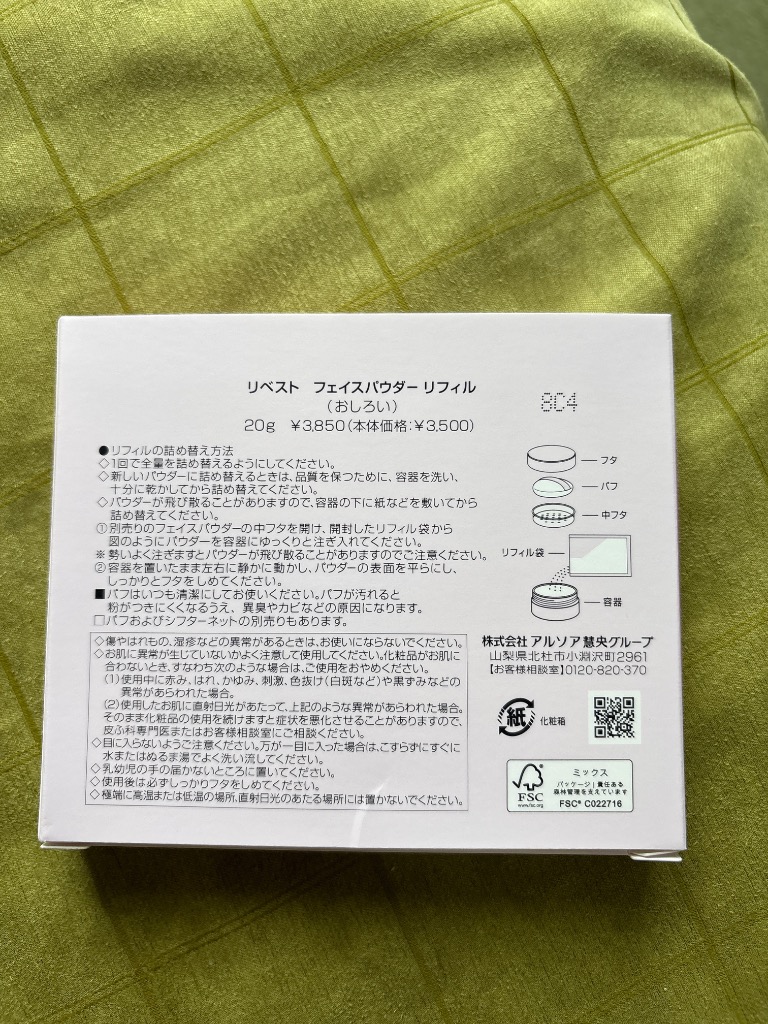 リベスト フェイスパウダー リフィル
(おしろい)
20g ¥3,850(本体価格:¥3,500)
8C4
●リフィルの詰め替え方法
◇1回で全量を詰め替えるようにしてください。
◇新しいパウダーに詰め替えるときは、品質を保つために、容器を洗い、
十分に乾かしてから詰め替えてください。
◇パウダーが飛び散ることがありますので、容器の下に紙などを敷いてから
詰め替えてください。
①別売りのフェイスパウダーの中フタを開け、開封したリフィル袋から
図のようにパウダーを容器にゆっくりと注ぎ入れてください。
※勢いよく注ぎますとパウダーが飛び散ることがありますのでご注意ください。
②容器を置いたまま左右に静かに動かし、パウダーの表面を平らにし、
しっかりとフタをしめてください。
■パフはいつも清潔にしてお使いください。パフが汚れると
粉がつきにくくなるうえ、異臭やカビなどの原因になります。
□パフおよびシフターネットの別売りもあります。
◇傷やはれもの、湿疹などの異常があるときは、お使いにならないでください。
◇お肌に異常が生じていないかよく注意して使用してください。化粧品がお肌に
合わないとき、すなわち次のような場合は、ご使用をおやめください。
(1)使用中に赤み、はれ、かゆみ、刺激、色抜け(白斑など)や黒ずみなどの
異常があらわれた場合。
(2)使用したお肌に直射日光があたって、上記のような異常があらわれた場合。
そのまま化粧品の使用を続けますと症状を悪化させることがありますので、
皮ふ科専門医またはお客様相談室にご相談ください。
◇目に入らないようご注意ください。万が一目に入った場合は、こすらずにすぐに
水またはぬるま湯でよく洗い流してください。
◇乳幼児の手の届かないところに置いてください。
◇使用後は必ずしっかりフタをしめてください。
◇極端に高温または低温の場所、直射日光のあたる場所には置かないでください。
フタ
パフ
中フタ
リフィル袋
容器
株式会社 アルソア慧央グループ
山梨県北杜市小淵沢町2961
【お客様相談室】0120-820-370
紙 化粧箱
FSC
www.fsc.org
ミックス
パッケージ|責任ある
森林管理を支えています
FSC® C022716